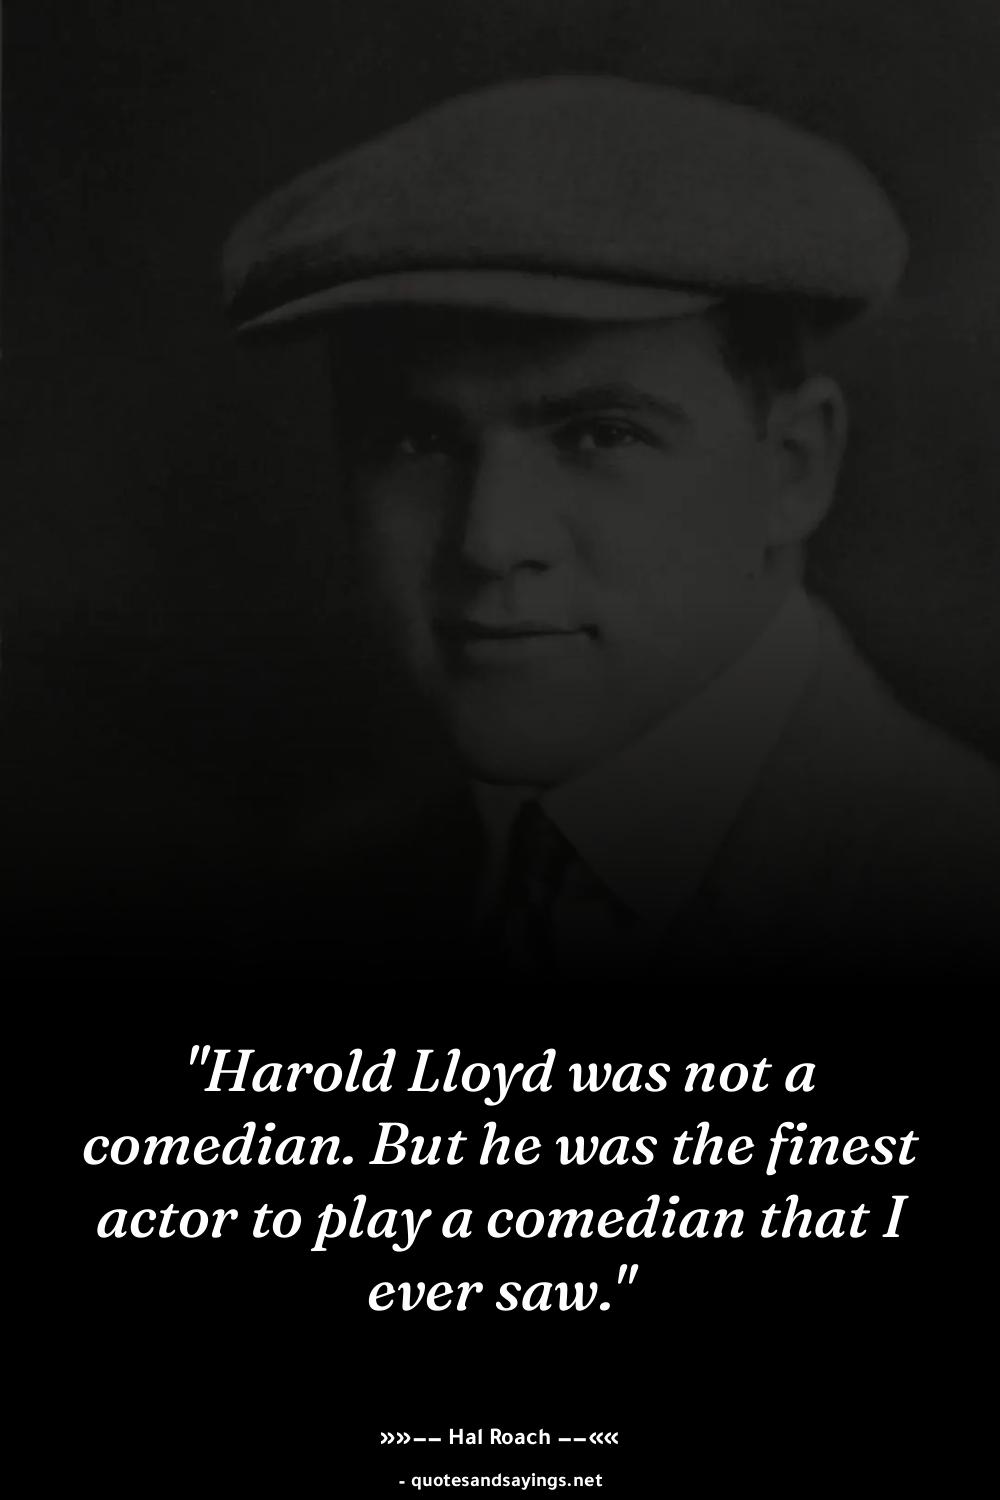 "Harold Lloyd was not a
comedian. But he was the finest
actor to play a comedian that I
ever saw."
»»−− Hal Roach −−««
- quotesandsayings.net